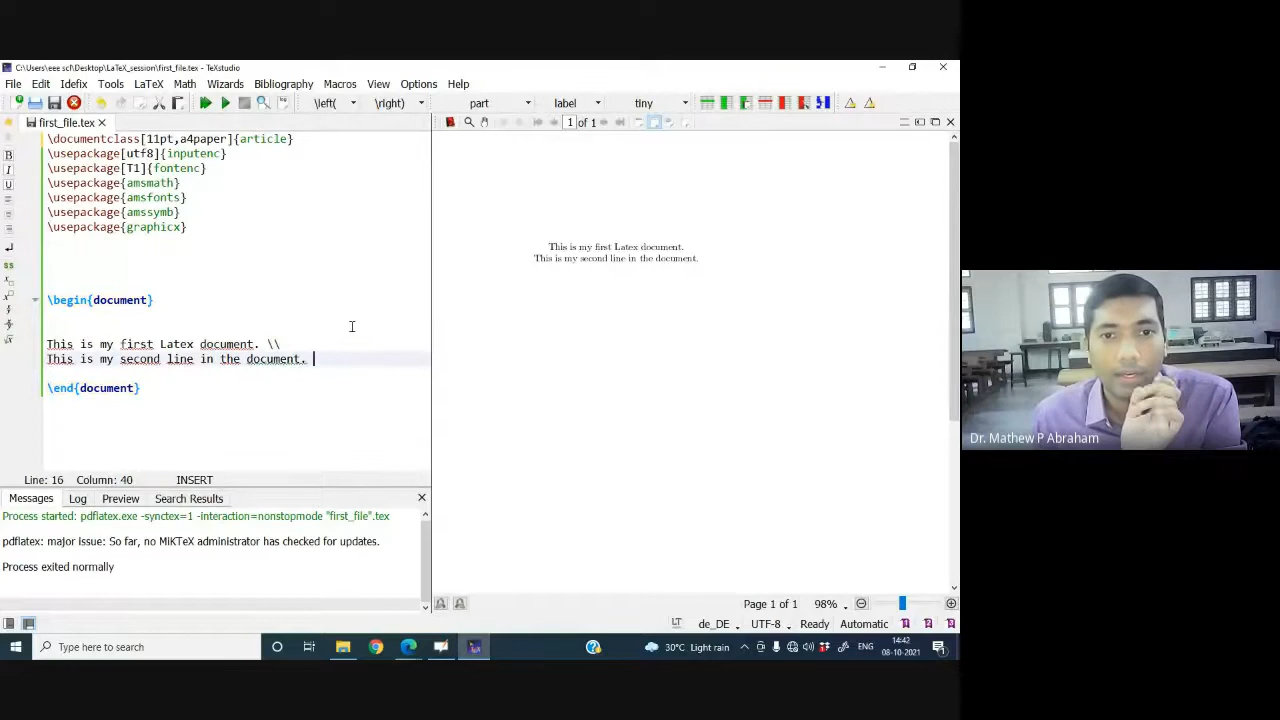 C:\Users\eee scl\Desktop\LaTeX_session\first_file.tex - TeXstudio
File Edit Idefix Tools LaTeX Math Wizards Bibliography Macros View Options Help
\left( \right) part label tiny
first_file.tex
1 of 1
\documentclass[11pt,a4paper]{article}
\usepackage[utf8]{inputenc}
\usepackage[T1]{fontenc}
\usepackage{amsmath}
\usepackage{amsfonts}
\usepackage{amssymb}
\usepackage{graphicx}
\begin{document}
This is my first Latex document. \\
This is my second line in the document.
\end{document}
This is my first Latex document.
This is my second line in the document.
Line: 16 Column: 40 INSERT
Messages Log Preview Search Results
Process started: pdflatex.exe -synctex=1 -interaction=nonstopmode "first_file".tex
pdflatex: major issue: So far, no MiKTeX administrator has checked for updates.
Process exited normally
Page 1 of 1 98%
LT de_DE UTF-8 Ready Automatic
Type here to search
30°C Light rain ENG 14:42
08-10-2021
Dr. Mathew P Abraham